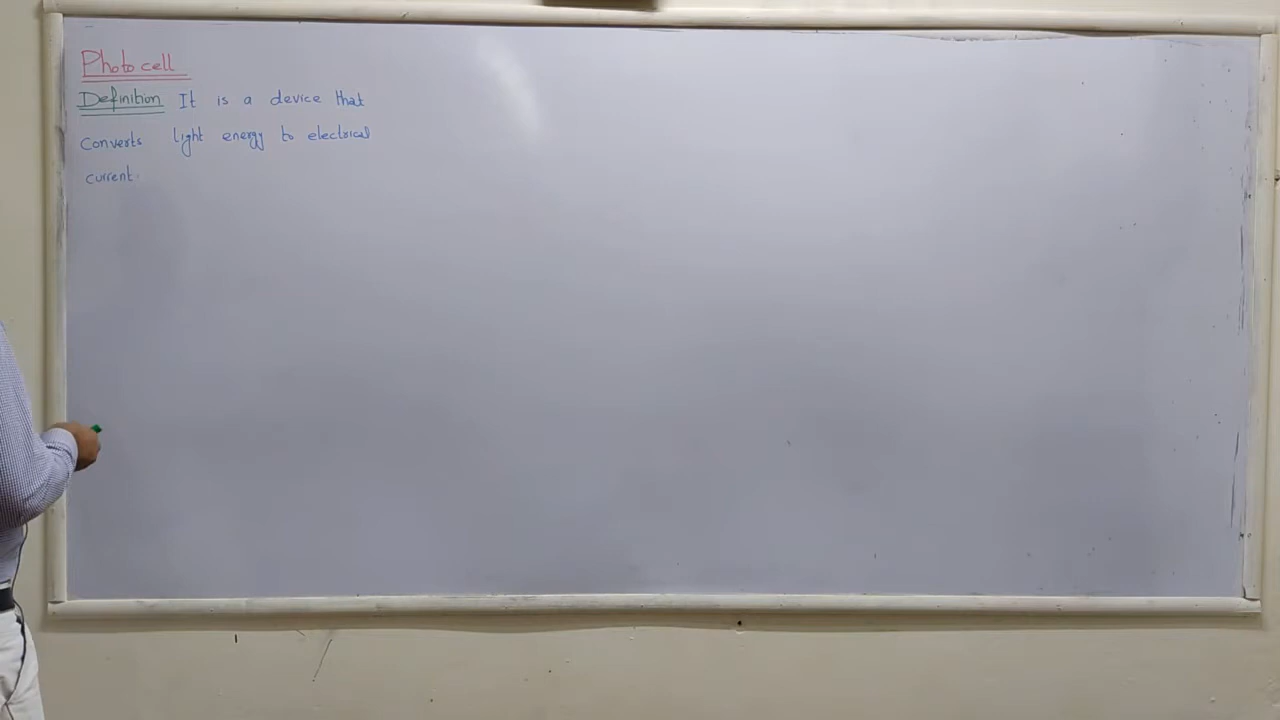 Photo cell
Definition It is a device that
converts light energy to electrical
current.